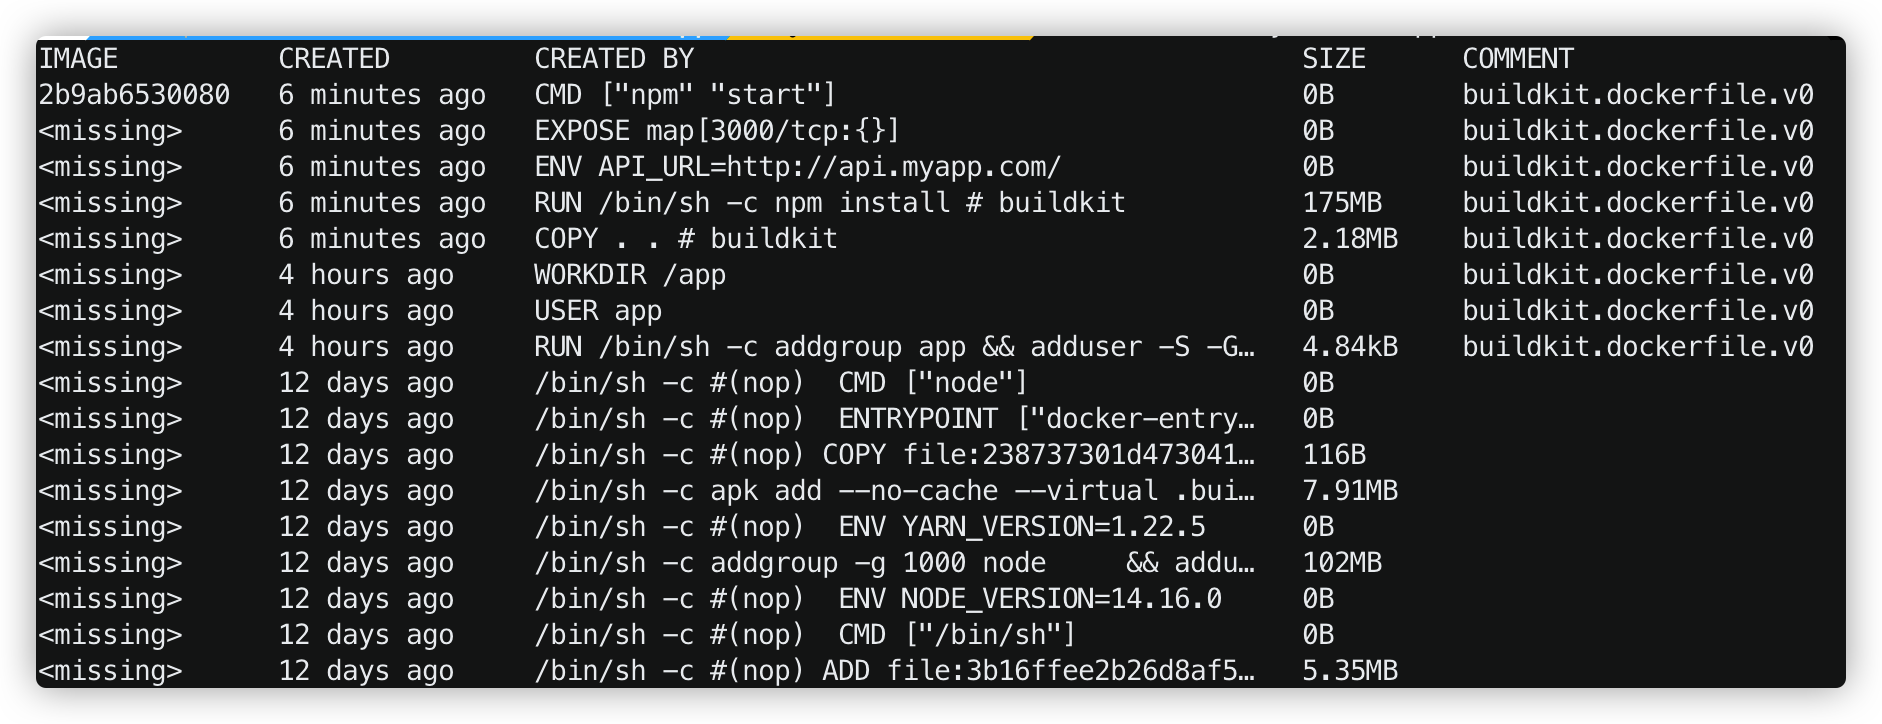 IMAGE CREATED CREATED BY SIZE COMMENT
2b9ab6530080 6 minutes ago CMD ["npm" "start"] 0B buildkit.dockerfile.v0
<missing> 6 minutes ago EXPOSE map[3000/tcp:{}] 0B buildkit.dockerfile.v0
<missing> 6 minutes ago ENV API_URL=http://api.myapp.com/ 0B buildkit.dockerfile.v0
<missing> 6 minutes ago RUN /bin/sh -c npm install # buildkit 175MB buildkit.dockerfile.v0
<missing> 6 minutes ago COPY . . # buildkit 2.18MB buildkit.dockerfile.v0
<missing> 4 hours ago WORKDIR /app 0B buildkit.dockerfile.v0
<missing> 4 hours ago USER app 0B buildkit.dockerfile.v0
<missing> 4 hours ago RUN /bin/sh -c addgroup app && adduser -S -G… 4.84kB buildkit.dockerfile.v0
<missing> 12 days ago /bin/sh -c #(nop)  CMD ["node"] 0B
<missing> 12 days ago /bin/sh -c #(nop)  ENTRYPOINT ["docker-entry… 0B
<missing> 12 days ago /bin/sh -c #(nop) COPY file:238737301d473041… 116B
<missing> 12 days ago /bin/sh -c apk add --no-cache --virtual .bui… 7.91MB
<missing> 12 days ago /bin/sh -c #(nop)  ENV YARN_VERSION=1.22.5 0B
<missing> 12 days ago /bin/sh -c addgroup -g 1000 node     && addu… 102MB
<missing> 12 days ago /bin/sh -c #(nop)  ENV NODE_VERSION=14.16.0 0B
<missing> 12 days ago /bin/sh -c #(nop)  CMD ["/bin/sh"] 0B
<missing> 12 days ago /bin/sh -c #(nop) ADD file:3b16ffee2b26d8af5… 5.35MB